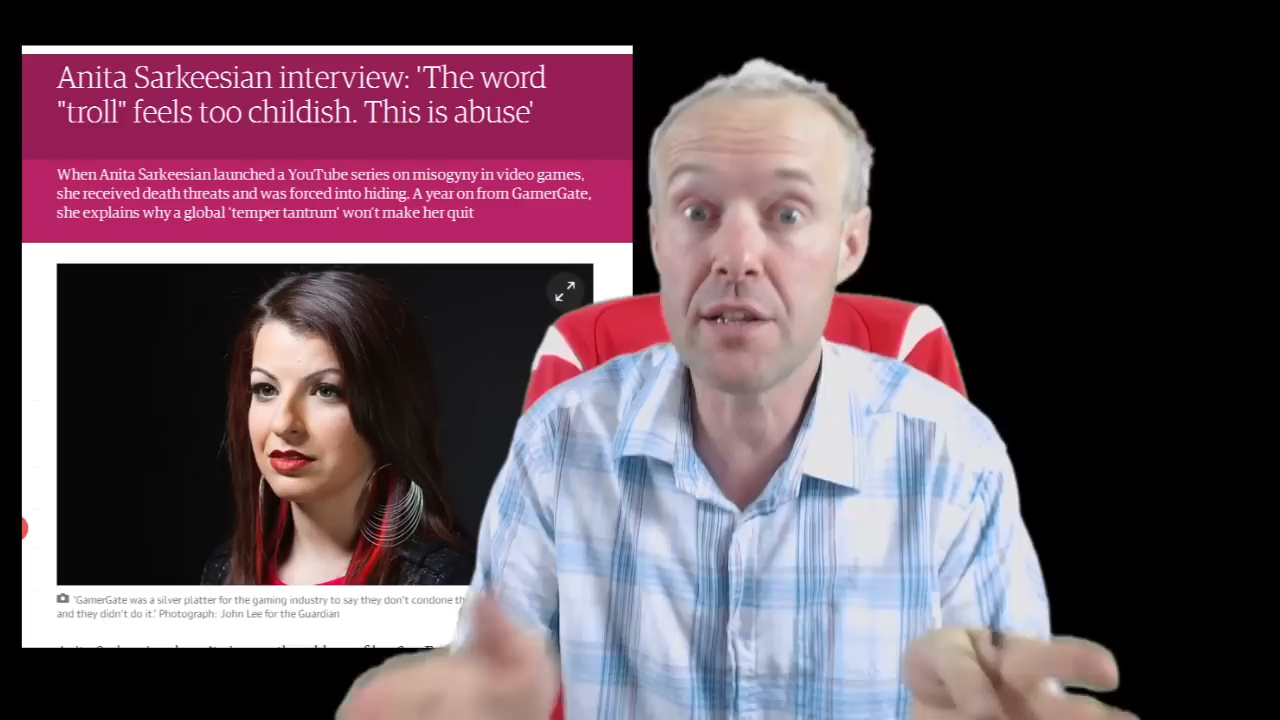 Anita Sarkeesian interview: 'The word
"troll" feels too childish. This is abuse'
When Anita Sarkeesian launched a YouTube series on misogyny in video games,
she received death threats and was forced into hiding. A year on from GamerGate,
she explains why a global ‘temper tantrum’ won’t make her quit
'GamerGate was a silver platter for the gaming industry to say they don't condone
and they didn't do it.' Photograph: John Lee for the Guardian